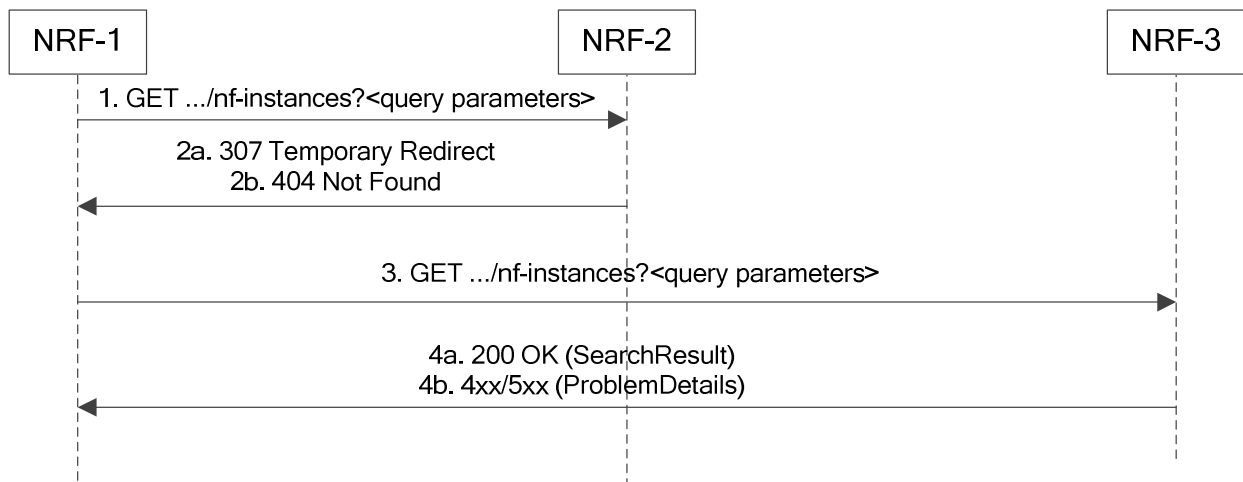 NRF-1
NRF-2
NRF-3
1. GET .../nf-instances?<query parameters>
2a. 307 Temporary Redirect
2b. 404 Not Found
3. GET .../nf-instances?<query parameters>
4a. 200 OK (SearchResult)
4b. 4xx/5xx (ProblemDetails)